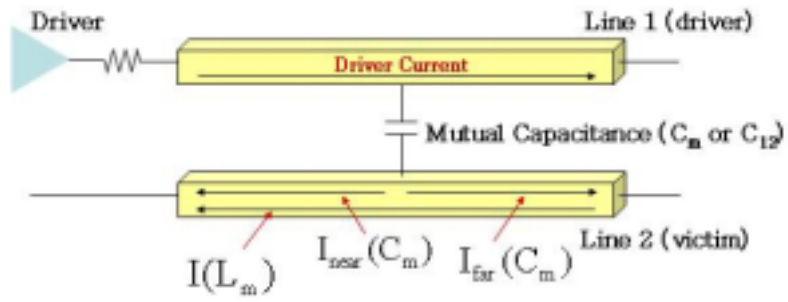 Driver
Line 1 (driver)
Driver Current
Mutual Capacitance (Cm or C12)
Line 2 (victim)
I(Lm)
Inear(Cm)
Ifar(Cm)